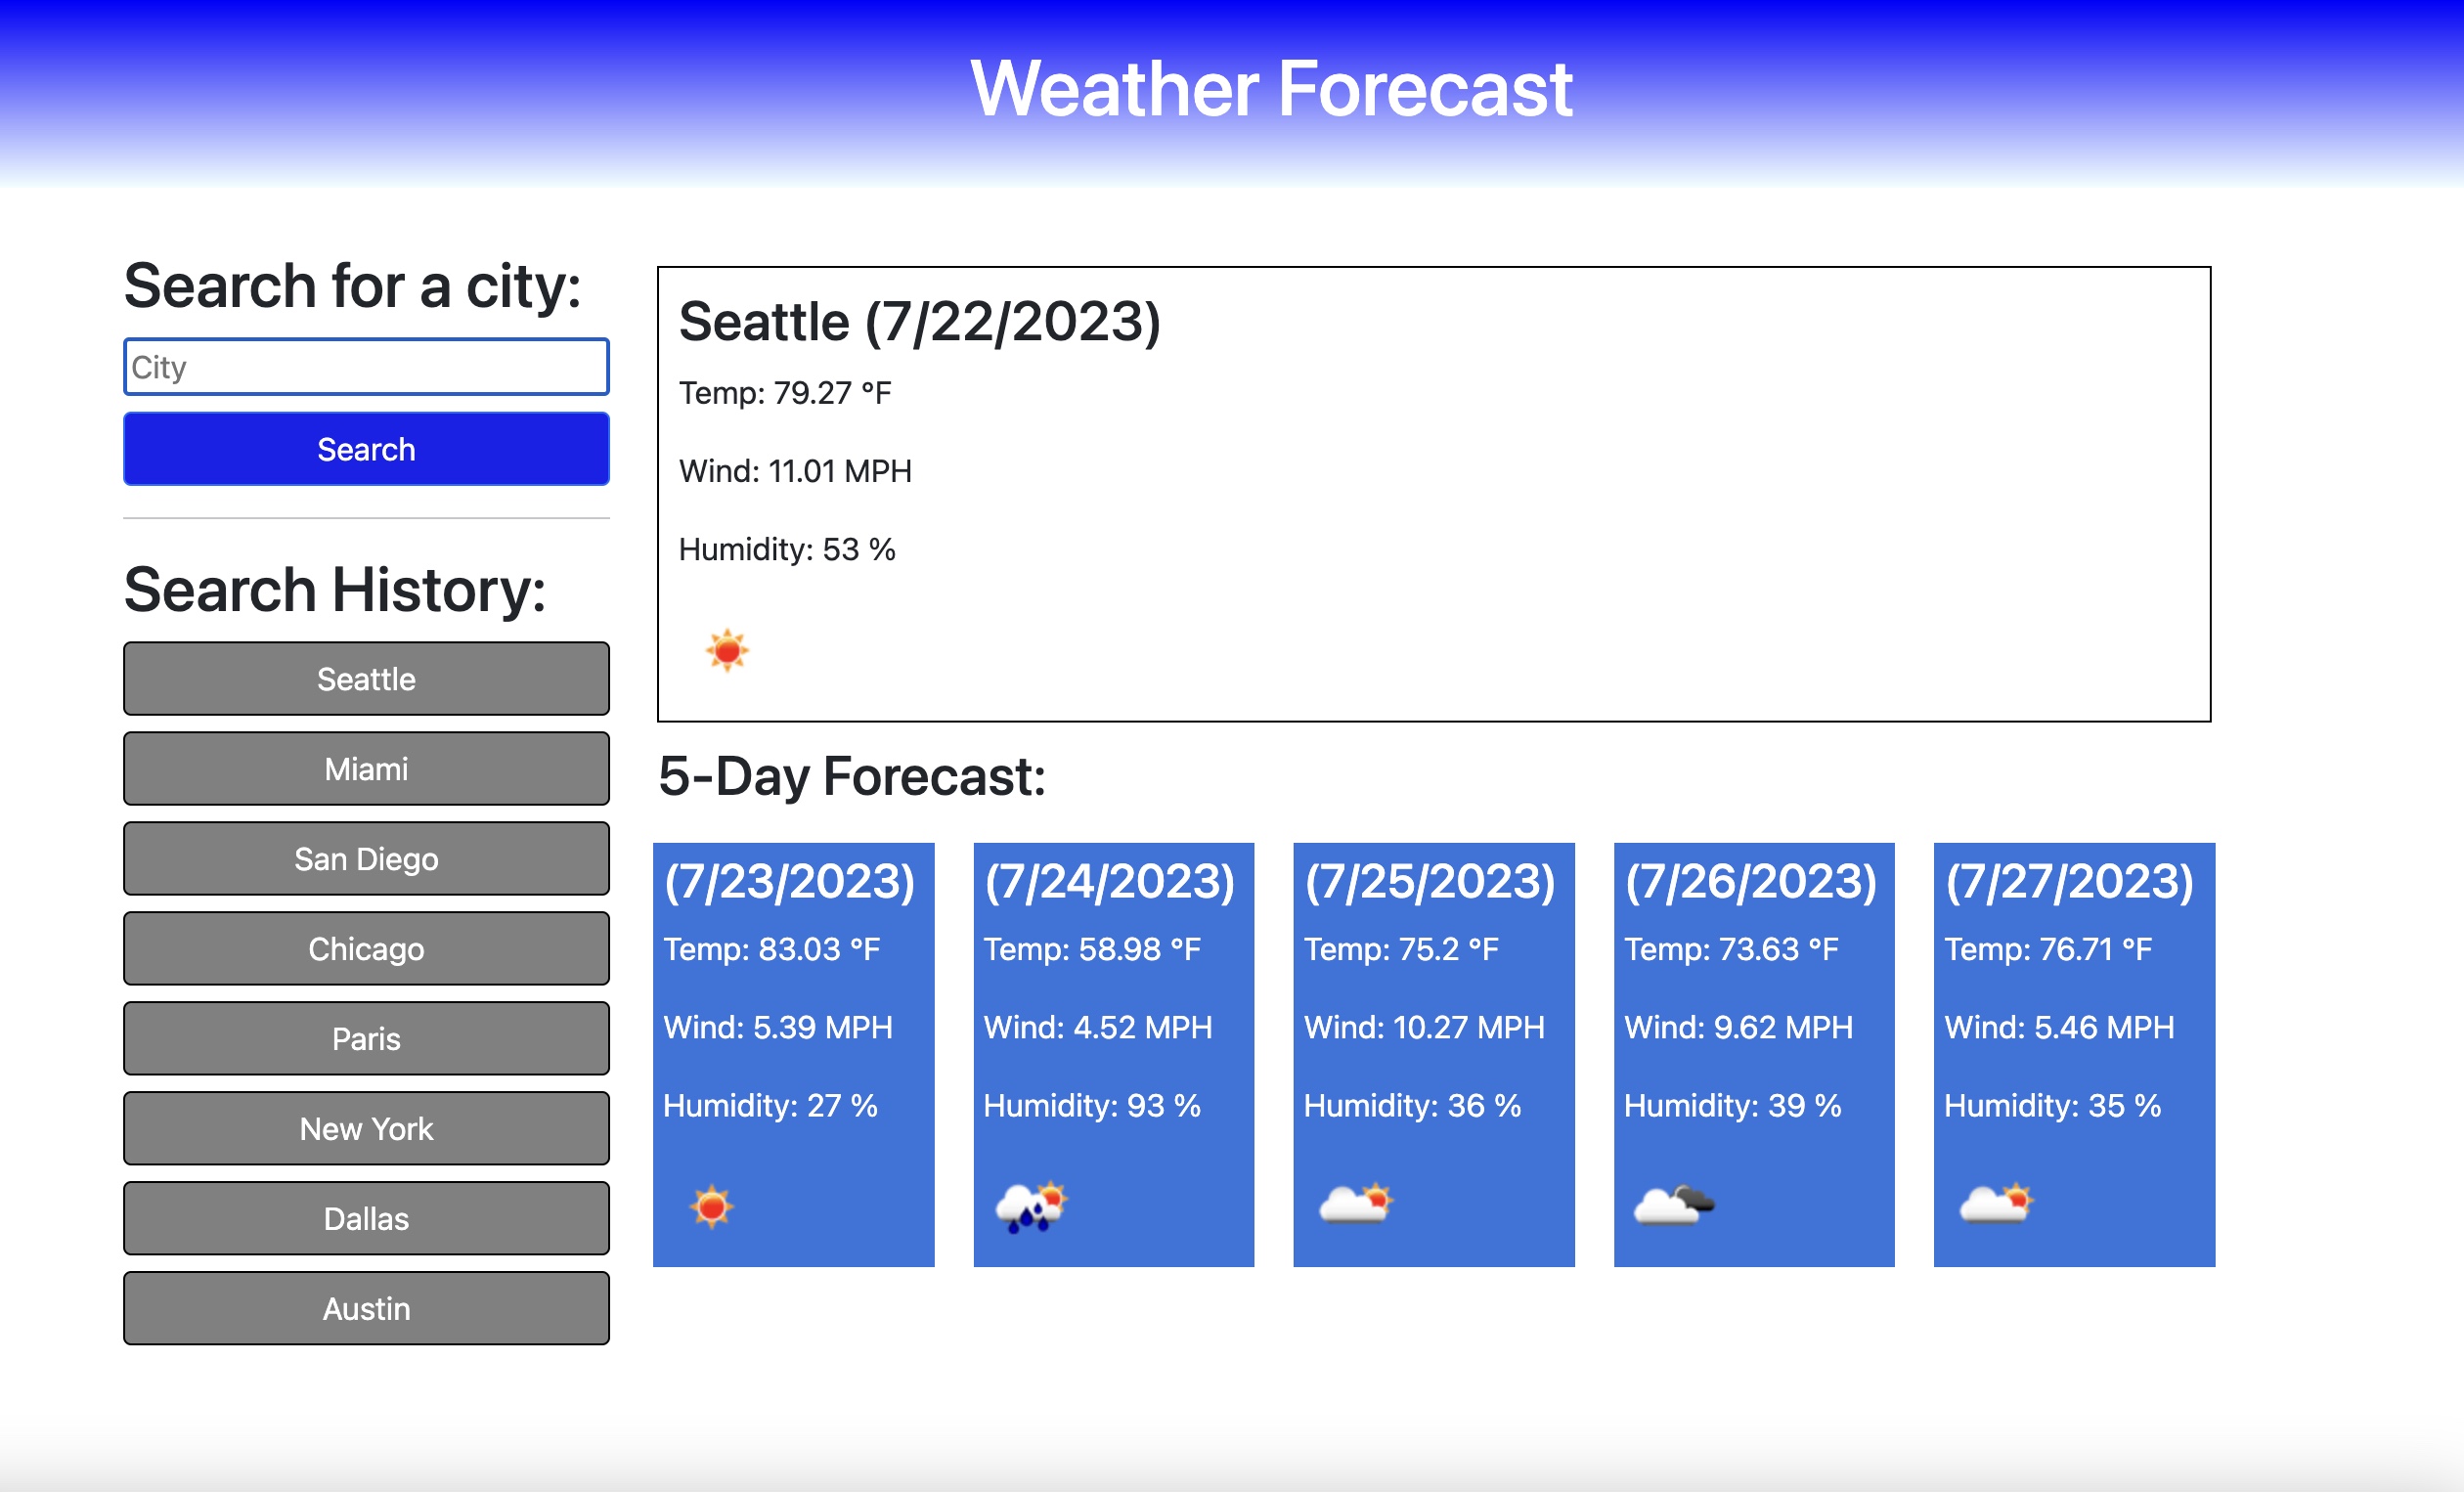 Weather Forecast
Search for a city:
City
Search
Search History:
Seattle
Miami
San Diego
Chicago
Paris
New York
Dallas
Austin
Seattle (7/22/2023)
Temp: 79.27 °F
Wind: 11.01 MPH
Humidity: 53 %
5-Day Forecast:
(7/23/2023)
Temp: 83.03 °F
Wind: 5.39 MPH
Humidity: 27 %
(7/24/2023)
Temp: 58.98 °F
Wind: 4.52 MPH
Humidity: 93 %
(7/25/2023)
Temp: 75.2 °F
Wind: 10.27 MPH
Humidity: 36 %
(7/26/2023)
Temp: 73.63 °F
Wind: 9.62 MPH
Humidity: 39 %
(7/27/2023)
Temp: 76.71 °F
Wind: 5.46 MPH
Humidity: 35 %